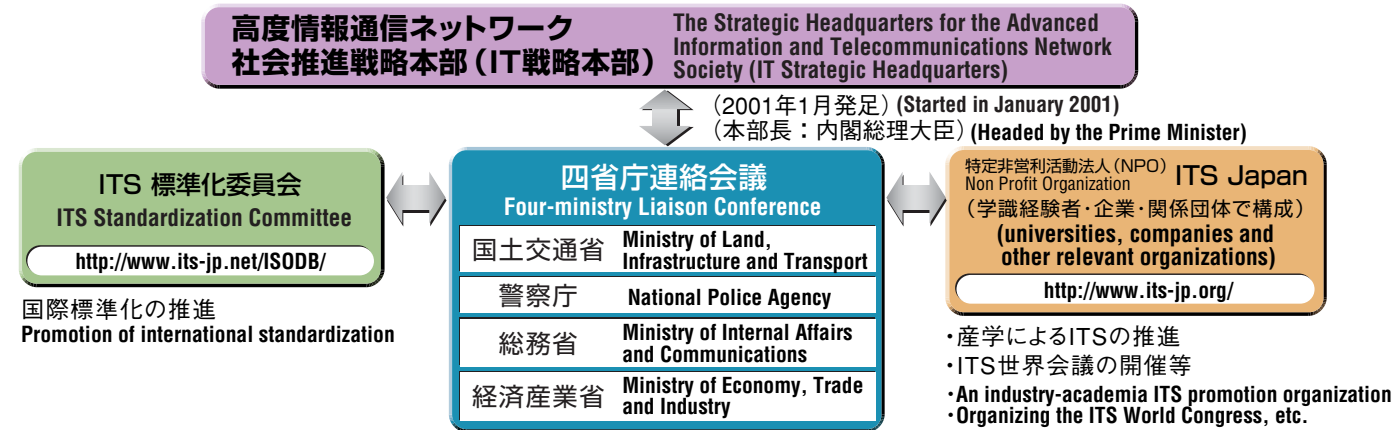 高度情報通信ネットワーク
社会推進戦略本部（IT戦略本部）
The Strategic Headquarters for the Advanced
Information and Telecommunications Network
Society (IT Strategic Headquarters)
（2001年1月発足）(Started in January 2001)
（本部長：内閣総理大臣）(Headed by the Prime Minister)
ITS 標準化委員会
ITS Standardization Committee
http://www.its-jp.net/ISODB/
国際標準化の推進
Promotion of international standardization
四省庁連絡会議
Four-ministry Liaison Conference
国土交通省
Ministry of Land,
Infrastructure and Transport
警察庁
National Police Agency
総務省
Ministry of Internal Affairs
and Communications
経済産業省
Ministry of Economy, Trade
and Industry
特定非営利活動法人（NPO）
Non Profit Organization
ITS Japan
（学識経験者・企業・関係団体で構成）
(universities, companies and
other relevant organizations)
http://www.its-jp.org/
・産学によるITSの推進
・ITS世界会議の開催等
・An industry-academia ITS promotion organization
・Organizing the ITS World Congress, etc.